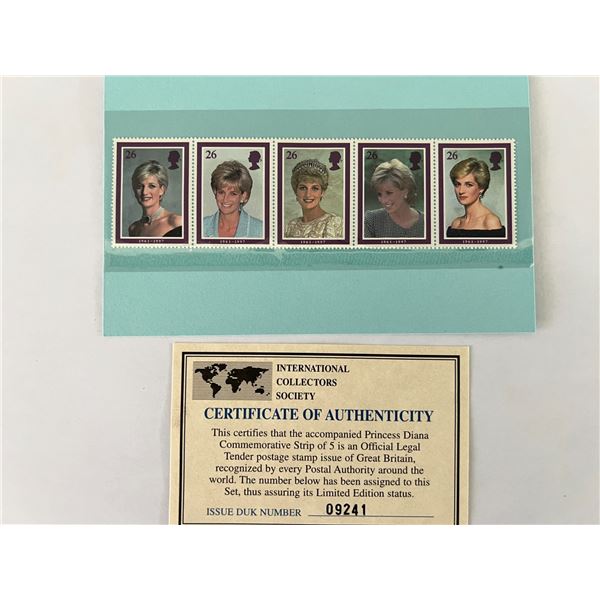 26 26 26 26 26
1961-1997 1961-1997 1961-1997 1961-1997 1961-1997
INTERNATIONAL
COLLECTORS
SOCIETY
CERTIFICATE OF AUTHENTICITY
This certifies that the accompanied Princess Diana
Commemorative Strip of 5 is an Official Legal
Tender postage stamp issue of Great Britain,
recognized by every Postal Authority around the
world. The number below has been assigned to this
Set, thus assuring its Limited Edition status.
ISSUE DUK NUMBER 09241